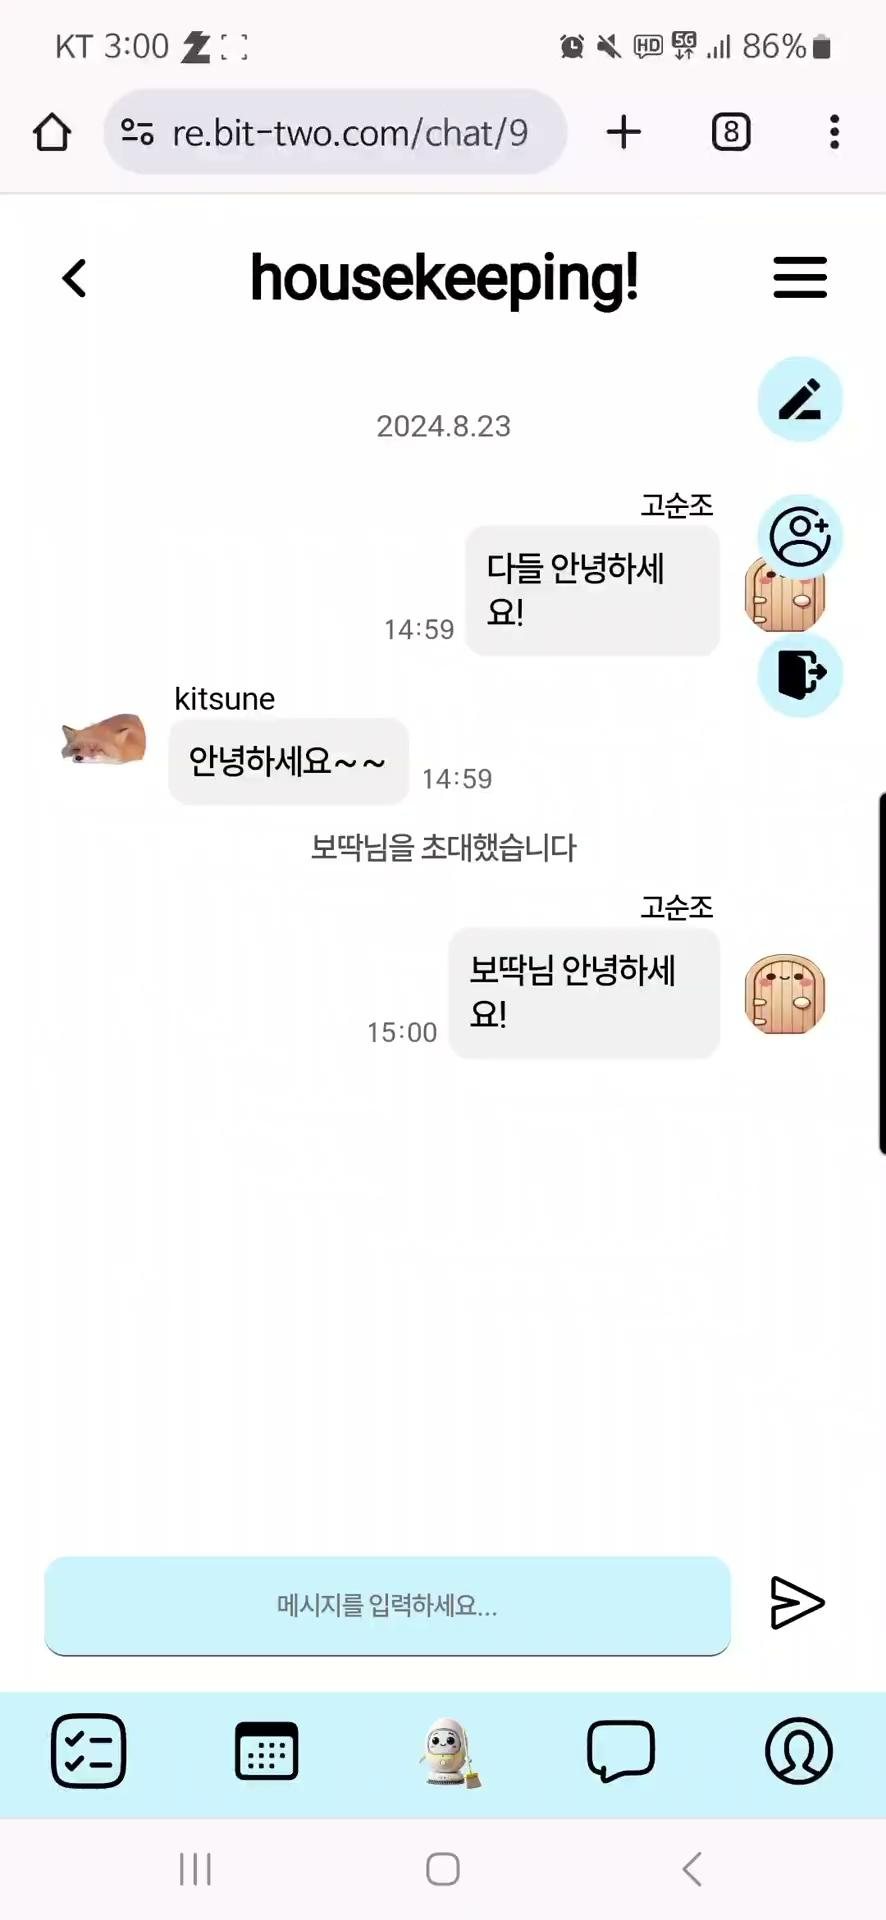 KT 3:00
HD 5G 86%
re.bit-two.com/chat/9
8
housekeeping!
2024.8.23
고순조
다들 안녕하세
요!
14:59
kitsune
안녕하세요~~
14:59
보딱님을 초대했습니다
고순조
보딱님 안녕하세
요!
15:00
메시지를 입력하세요...